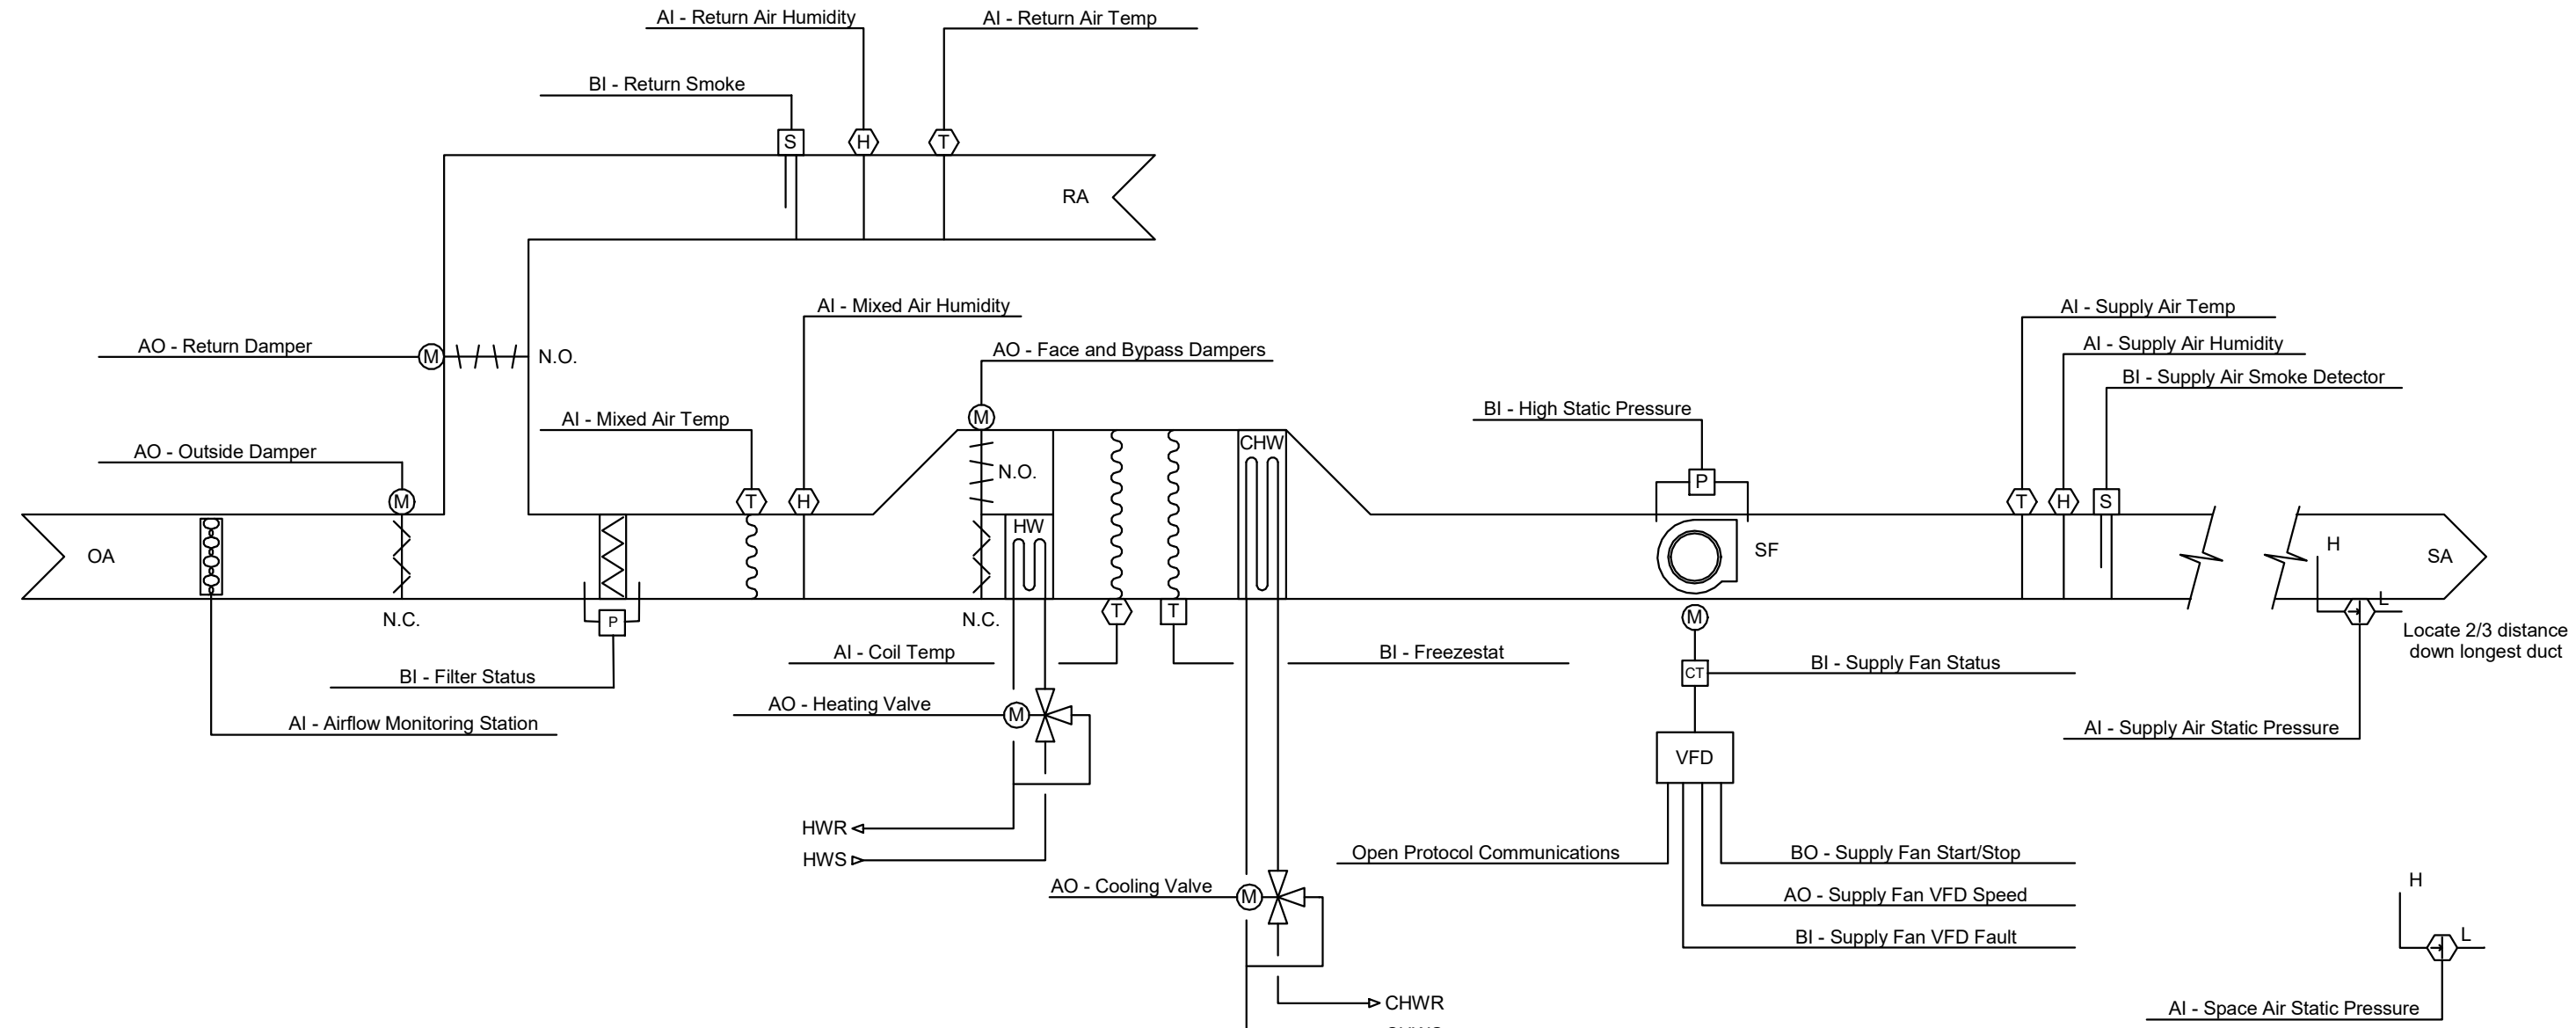 AI - Return Air Humidity
AI - Return Air Temp
BI - Return Smoke
S
H
T
RA
AI - Mixed Air Humidity
AI - Supply Air Temp
AO - Return Damper
M
N.O.
AO - Face and Bypass Dampers
AI - Supply Air Humidity
BI - Supply Air Smoke Detector
AI - Mixed Air Temp
M
BI - High Static Pressure
AO - Outside Damper
CHW
N.O.
P
M
T
H
T
H
S
HW
OA
SF
H
SA
N.C.
P
N.C.
T
T
M
L
Locate 2/3 distance
down longest duct
AI - Coil Temp
BI - Freezestat
CT
BI - Supply Fan Status
BI - Filter Status
AO - Heating Valve
M
AI - Airflow Monitoring Station
AI - Supply Air Static Pressure
VFD
HWR
HWS
Open Protocol Communications
BO - Supply Fan Start/Stop
AO - Cooling Valve
M
AO - Supply Fan VFD Speed
H
BI - Supply Fan VFD Fault
L
CHWR
AI - Space Air Static Pressure